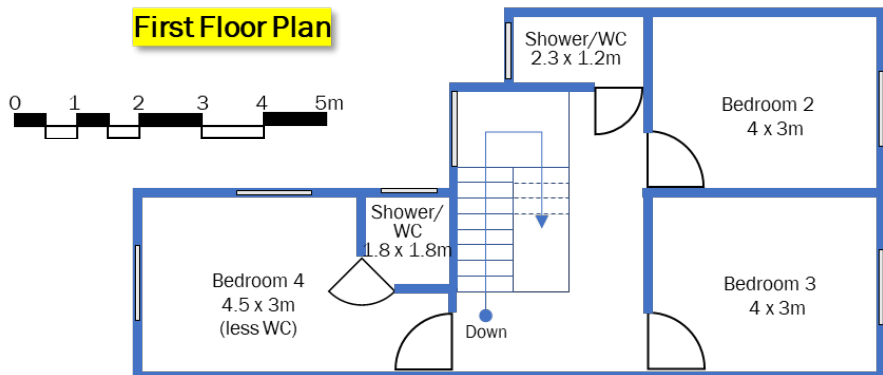 First Floor Plan
0 1 2 3 4 5m
Shower/WC
2.3 x 1.2m
Bedroom 2
4 x 3m
Shower/
WC
1.8 x 1.8m
Bedroom 4
4.5 x 3m
(less WC)
Down
Bedroom 3
4 x 3m